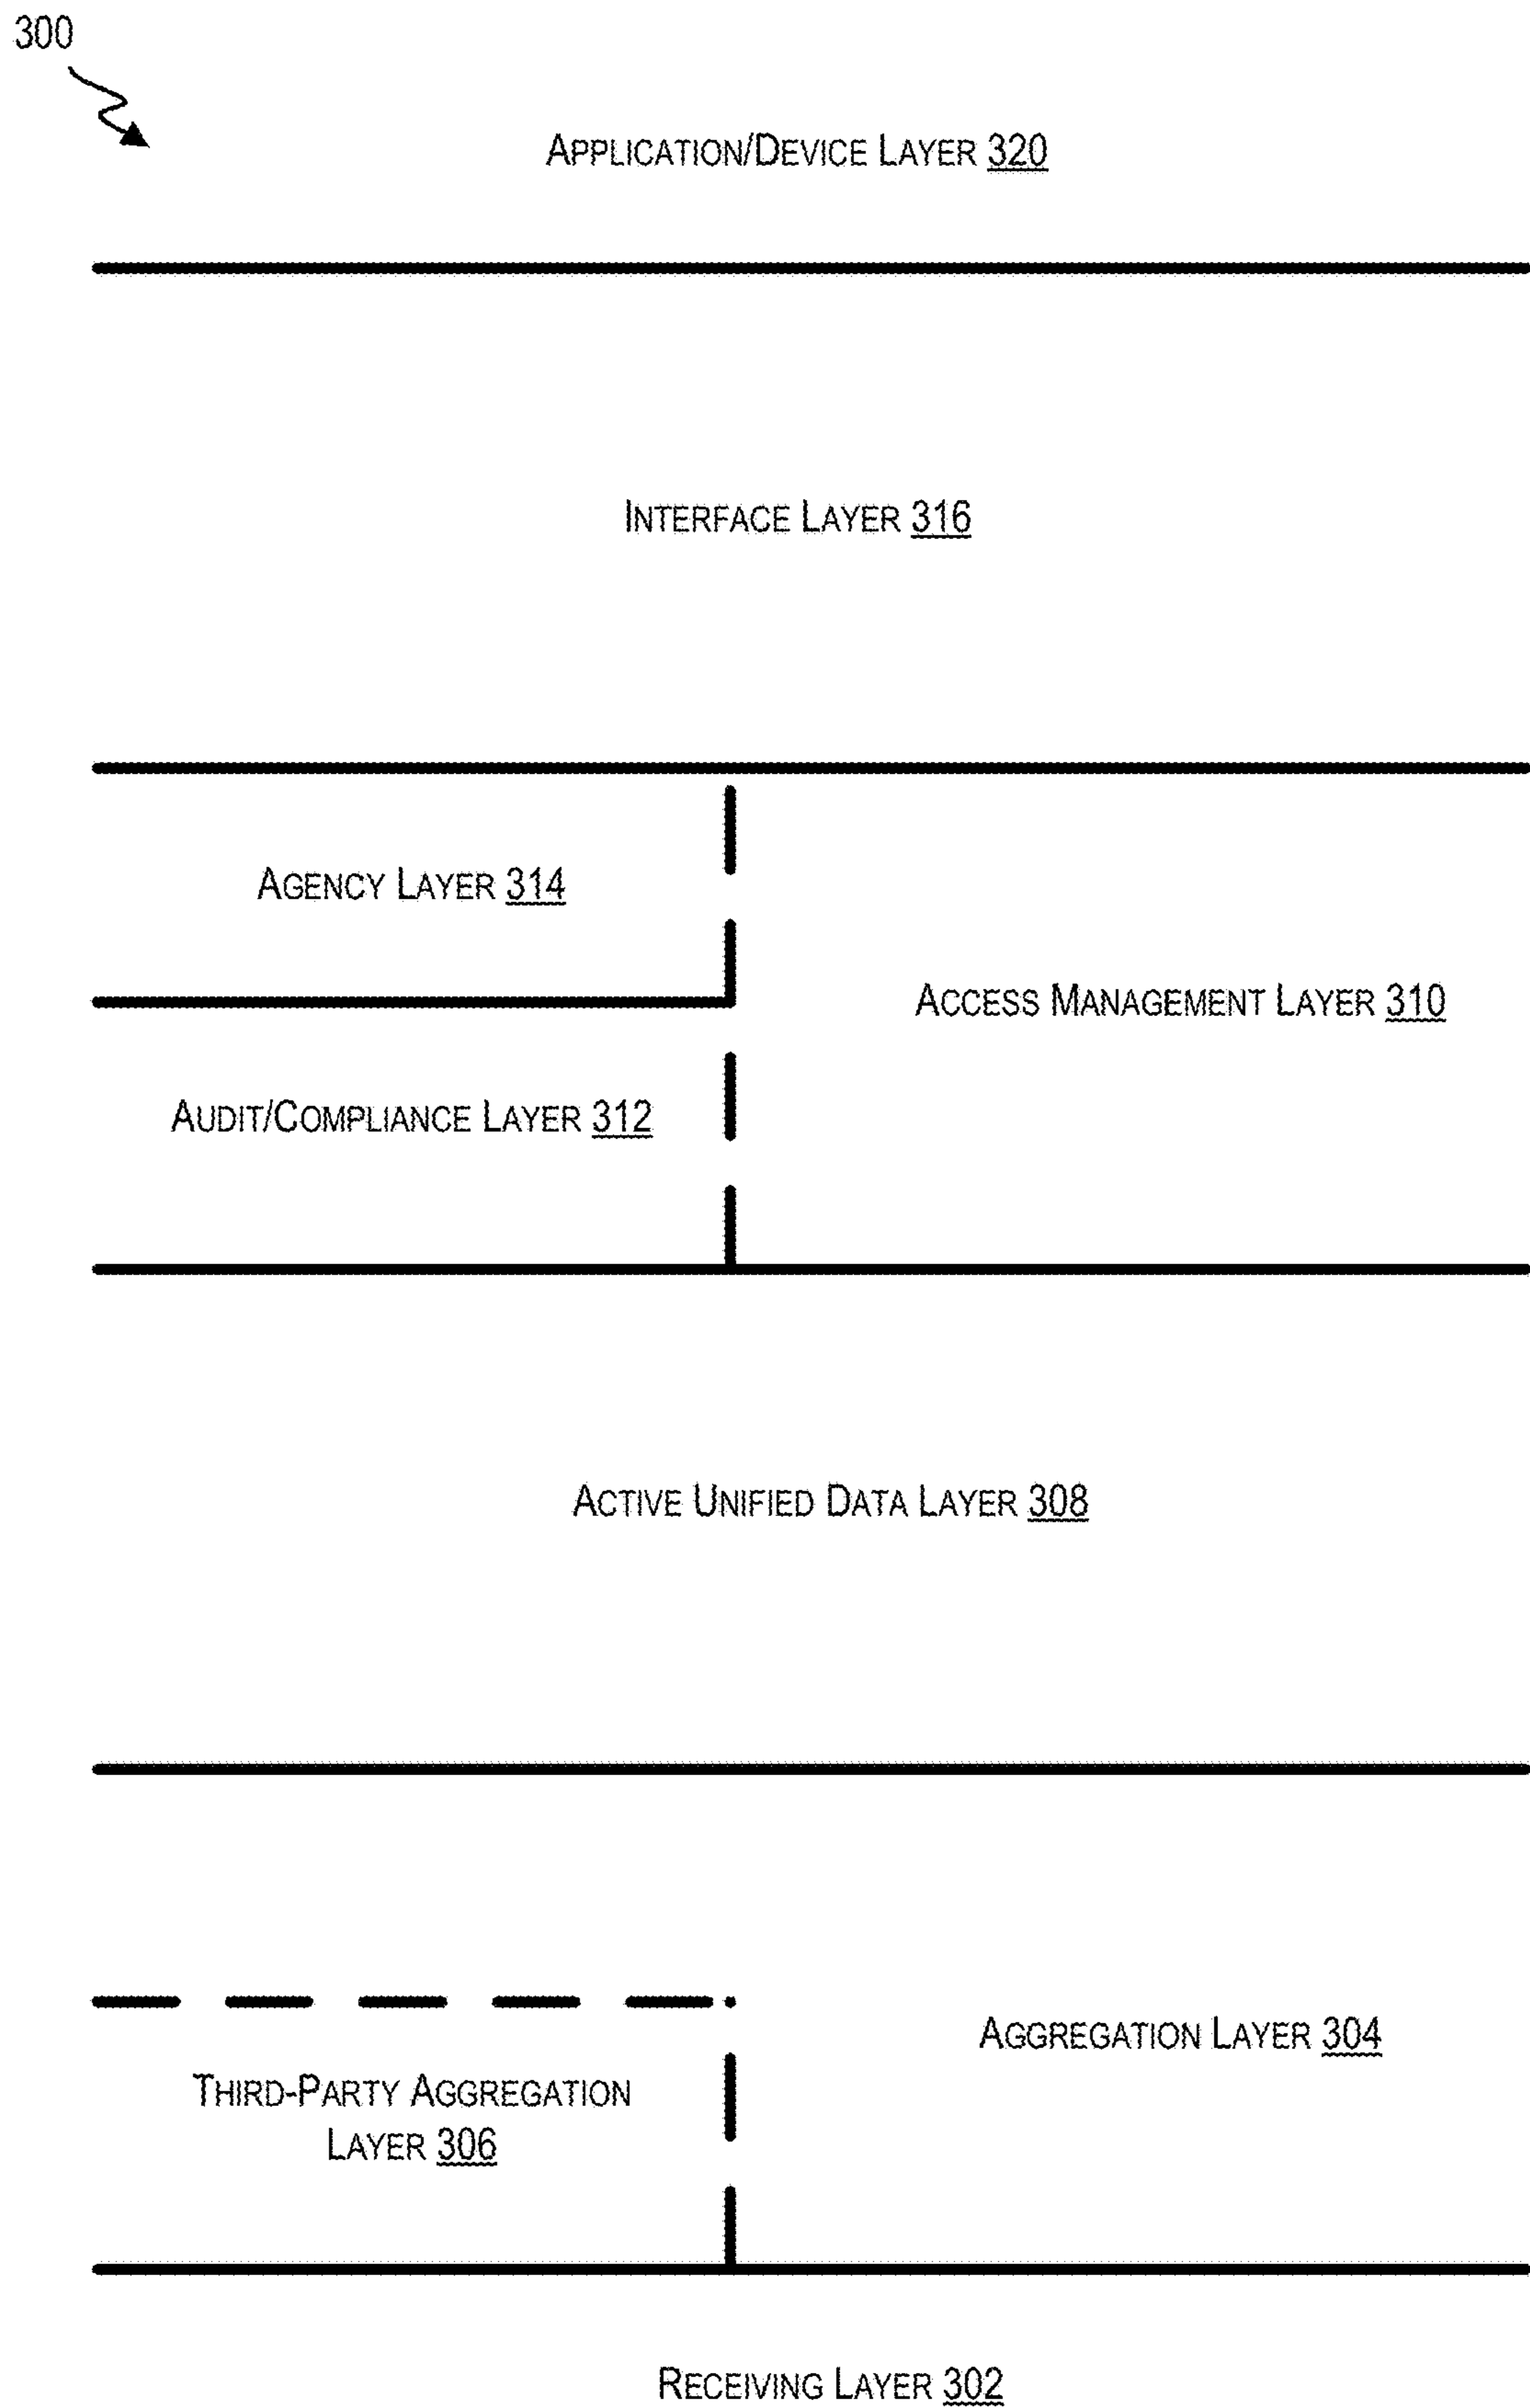 300
APPLICATION/DEVICE LAYER 320
INTERFACE LAYER 316
AGENCY LAYER 314
ACCESS MANAGEMENT LAYER 310
AUDIT/COMPLIANCE LAYER 312
ACTIVE UNIFIED DATA LAYER 308
AGGREGATION LAYER 304
THIRD-PARTY AGGREGATION
LAYER 306
RECEIVING LAYER 302